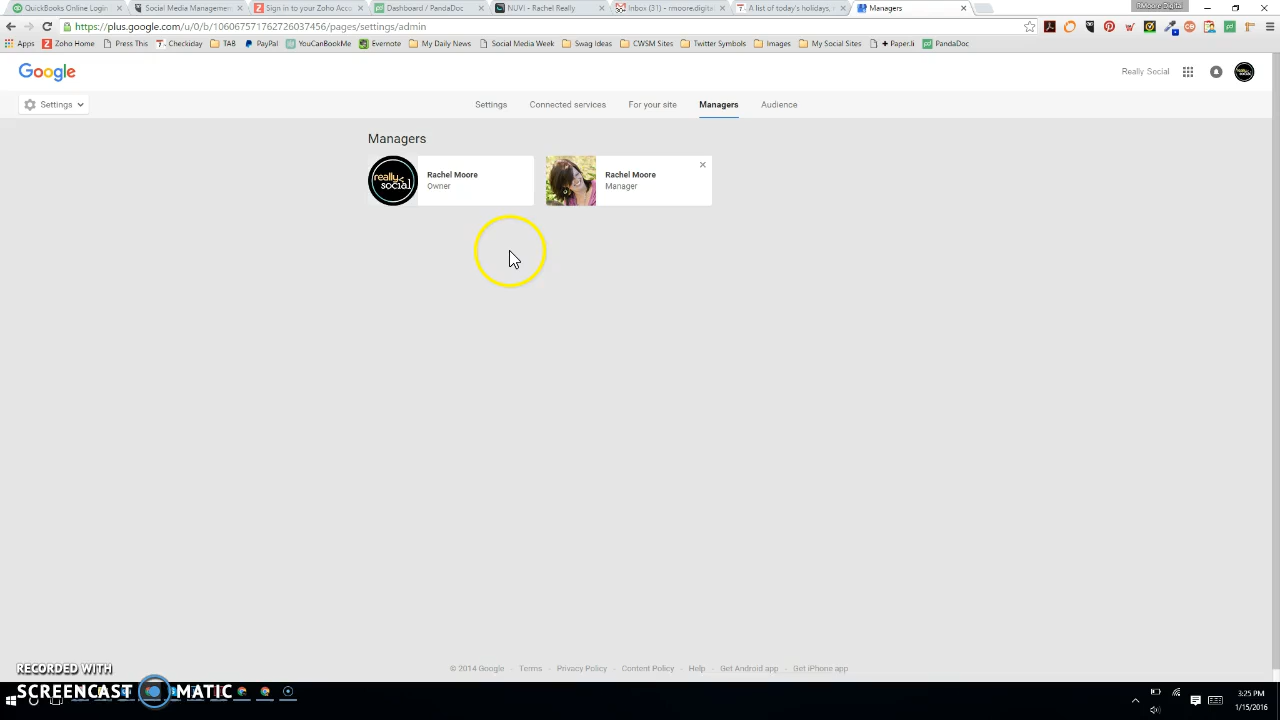 QuickBooks Online Login
Social Media Management
Sign in to your Zoho Acco
Dashboard / PandaDoc
NUVI - Rachel Really
Inbox (31) - rmoore.digital
A list of today's holidays,
Managers
RMoore Digital
https://plus.google.com/u/0/b/106067571762723037456/pages/settings/admin
Apps
Zoho Home
Press This
Checkiday
TAB
PayPal
YouCanBookMe
Evernote
My Daily News
Social Media Week
Swag Ideas
CWSM Sites
Twitter Symbols
Images
My Social Sites
+ Paper.li
PandaDoc
Google
Really Social
Settings
Settings
Connected services
For your site
Managers
Audience
Managers
really social
Rachel Moore
Owner
Rachel Moore
Manager
© 2014 Google - Terms - Privacy Policy - Content Policy - Help - Get Android app - Get iPhone app
RECORDED WITH
SCREENCAST MATIC
3:25 PM
1/15/2016